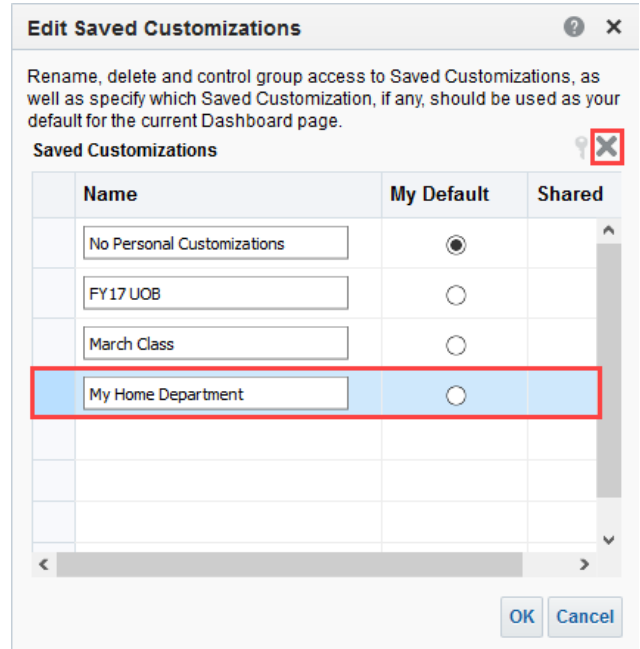 Edit Saved Customizations
Rename, delete and control group access to Saved Customizations, as
well as specify which Saved Customization, if any, should be used as your
default for the current Dashboard page.
Saved Customizations
Name My Default Shared
No Personal Customizations
FY17 UOB
March Class
My Home Department
OK Cancel